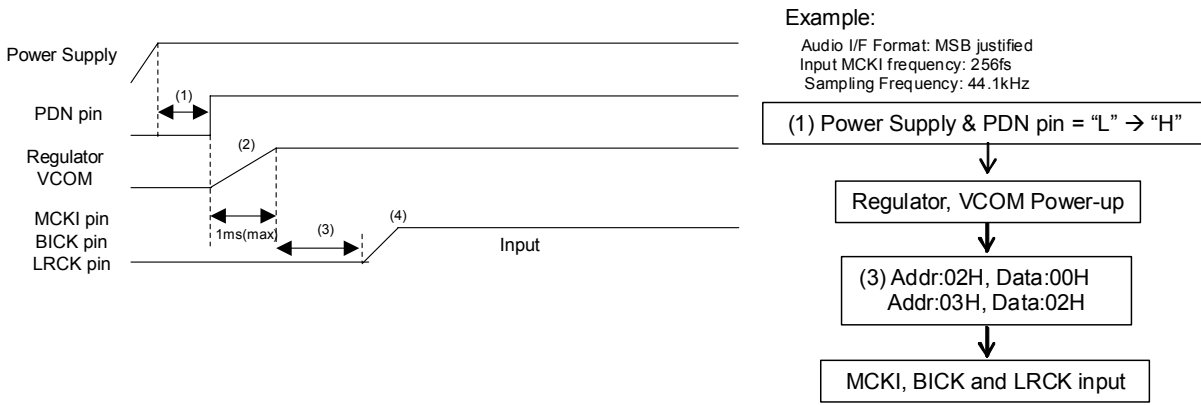 Power Supply
(1)
PDN pin
(2)
Regulator
VCOM
MCKI pin
BICK pin
LRCK pin
1ms(max)
(3)
(4)
Input
Example:
Audio I/F Format: MSB justified
Input MCKI frequency: 256fs
Sampling Frequency: 44.1kHz
(1) Power Supply & PDN pin = “L” → “H”
Regulator, VCOM Power-up
(3) Addr:02H, Data:00H
Addr:03H, Data:02H
MCKI, BICK and LRCK input